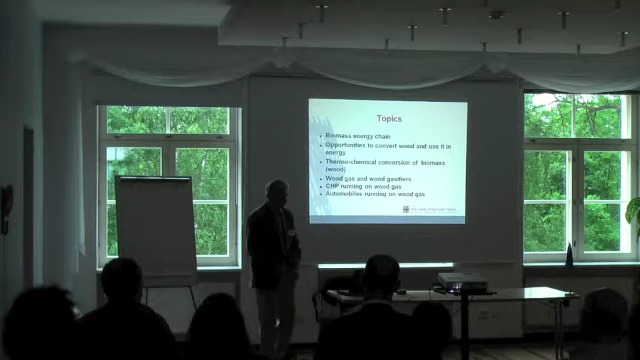 Topics
• Biomass energy chain
• Opportunities to convert wood and use it in
energy
• Thermo-chemical conversion of biomass
(wood)
• Wood gas and wood gasifiers
• CHP running on wood gas
• Automobiles running on wood gas